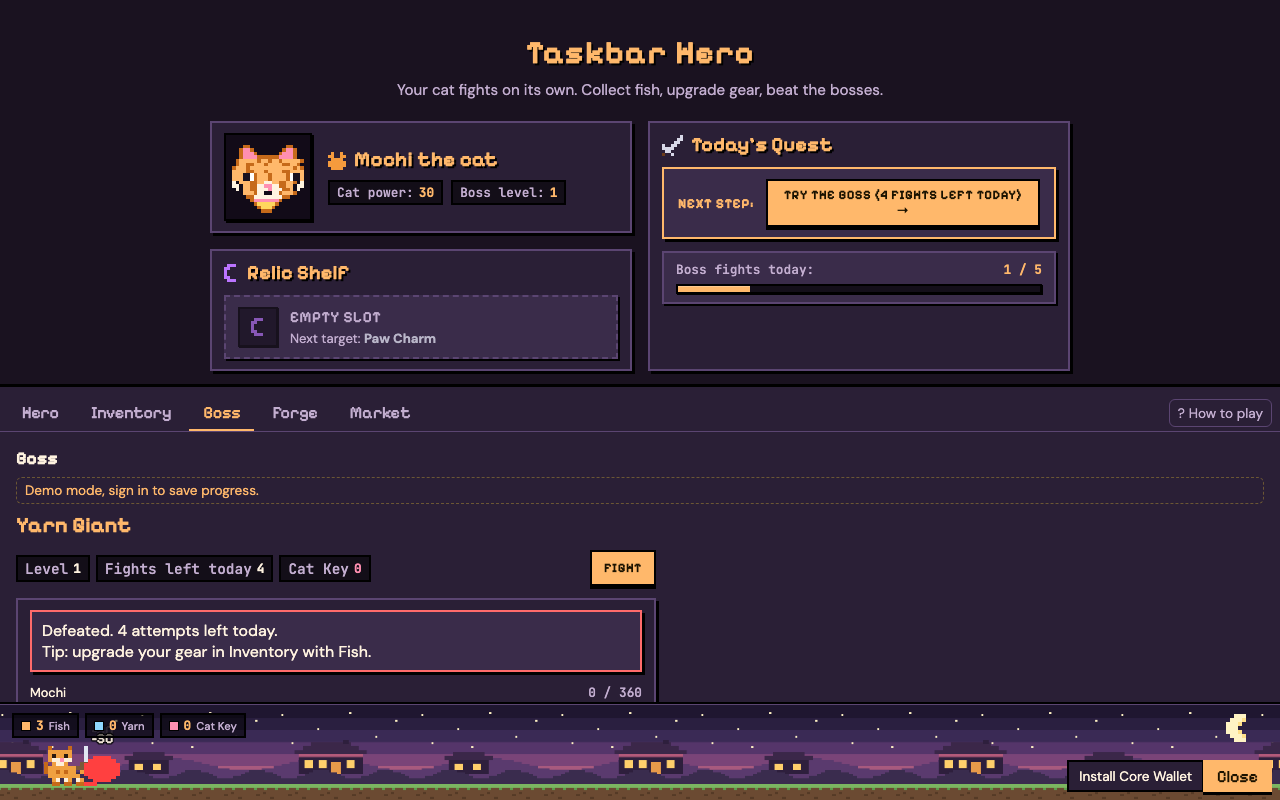 Taskbar Hero
Your cat fights on its own. Collect fish, upgrade gear, beat the bosses.
Mochi the cat
Cat power: 30
Boss level: 1
Relic Shelf
EMPTY SLOT
Next target: Paw Charm
Today's Quest
NEXT STEP:
TRY THE BOSS (4 FIGHTS LEFT TODAY)
→
Boss fights today:
1 / 5
Hero
Inventory
Boss
Forge
Market
? How to play
Boss
Demo mode, sign in to save progress.
Yarn Giant
Level 1
Fights left today 4
Cat Key 0
FIGHT
Defeated. 4 attempts left today.
Tip: upgrade your gear in Inventory with Fish.
Mochi
0 / 360
3 Fish
0 Yarn
0 Cat Key
-30
Install Core Wallet
Close